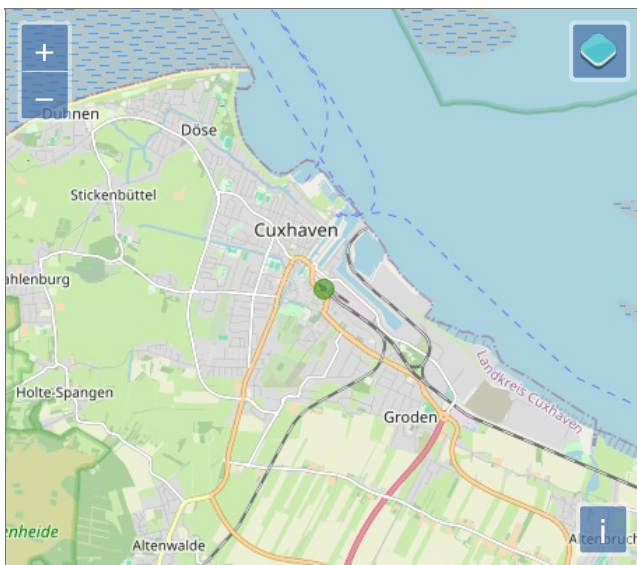 +
−
Duhnen
Döse
Stickenbüttel
Cuxhaven
ahlenburg
Holte-Spangen
Landkreis Cuxhaven
Groden
enheide
Altenwalde
Altenbruch
i